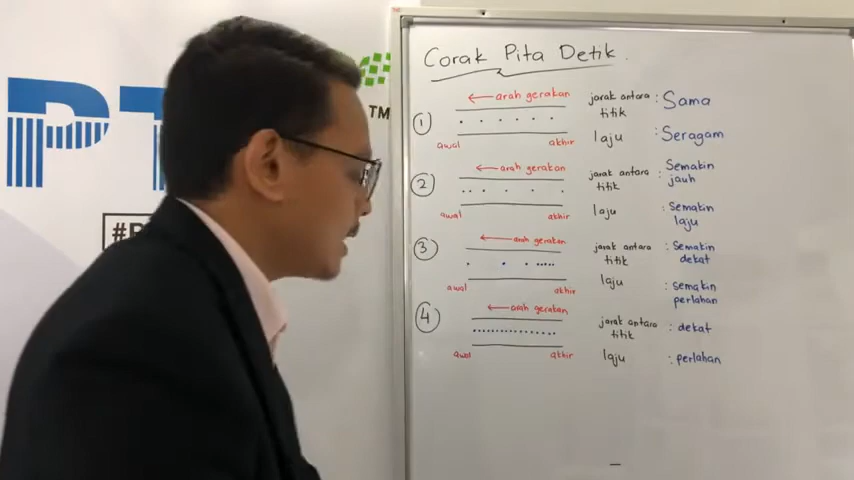 Corak Pita Detik
TM
#
1
← arah gerakan
awal
akhir
jarak antara titik : Sama
laju : Seragam
2
← arah gerakan
awal
akhir
jarak antara titik : Semakin jauh
laju : Semakin laju
3
← arah gerakan
awal
akhir
jarak antara titik : Semakin dekat
laju : semakin perlahan
4
← arah gerakan
awal
akhir
jarak antara titik : dekat
laju : perlahan